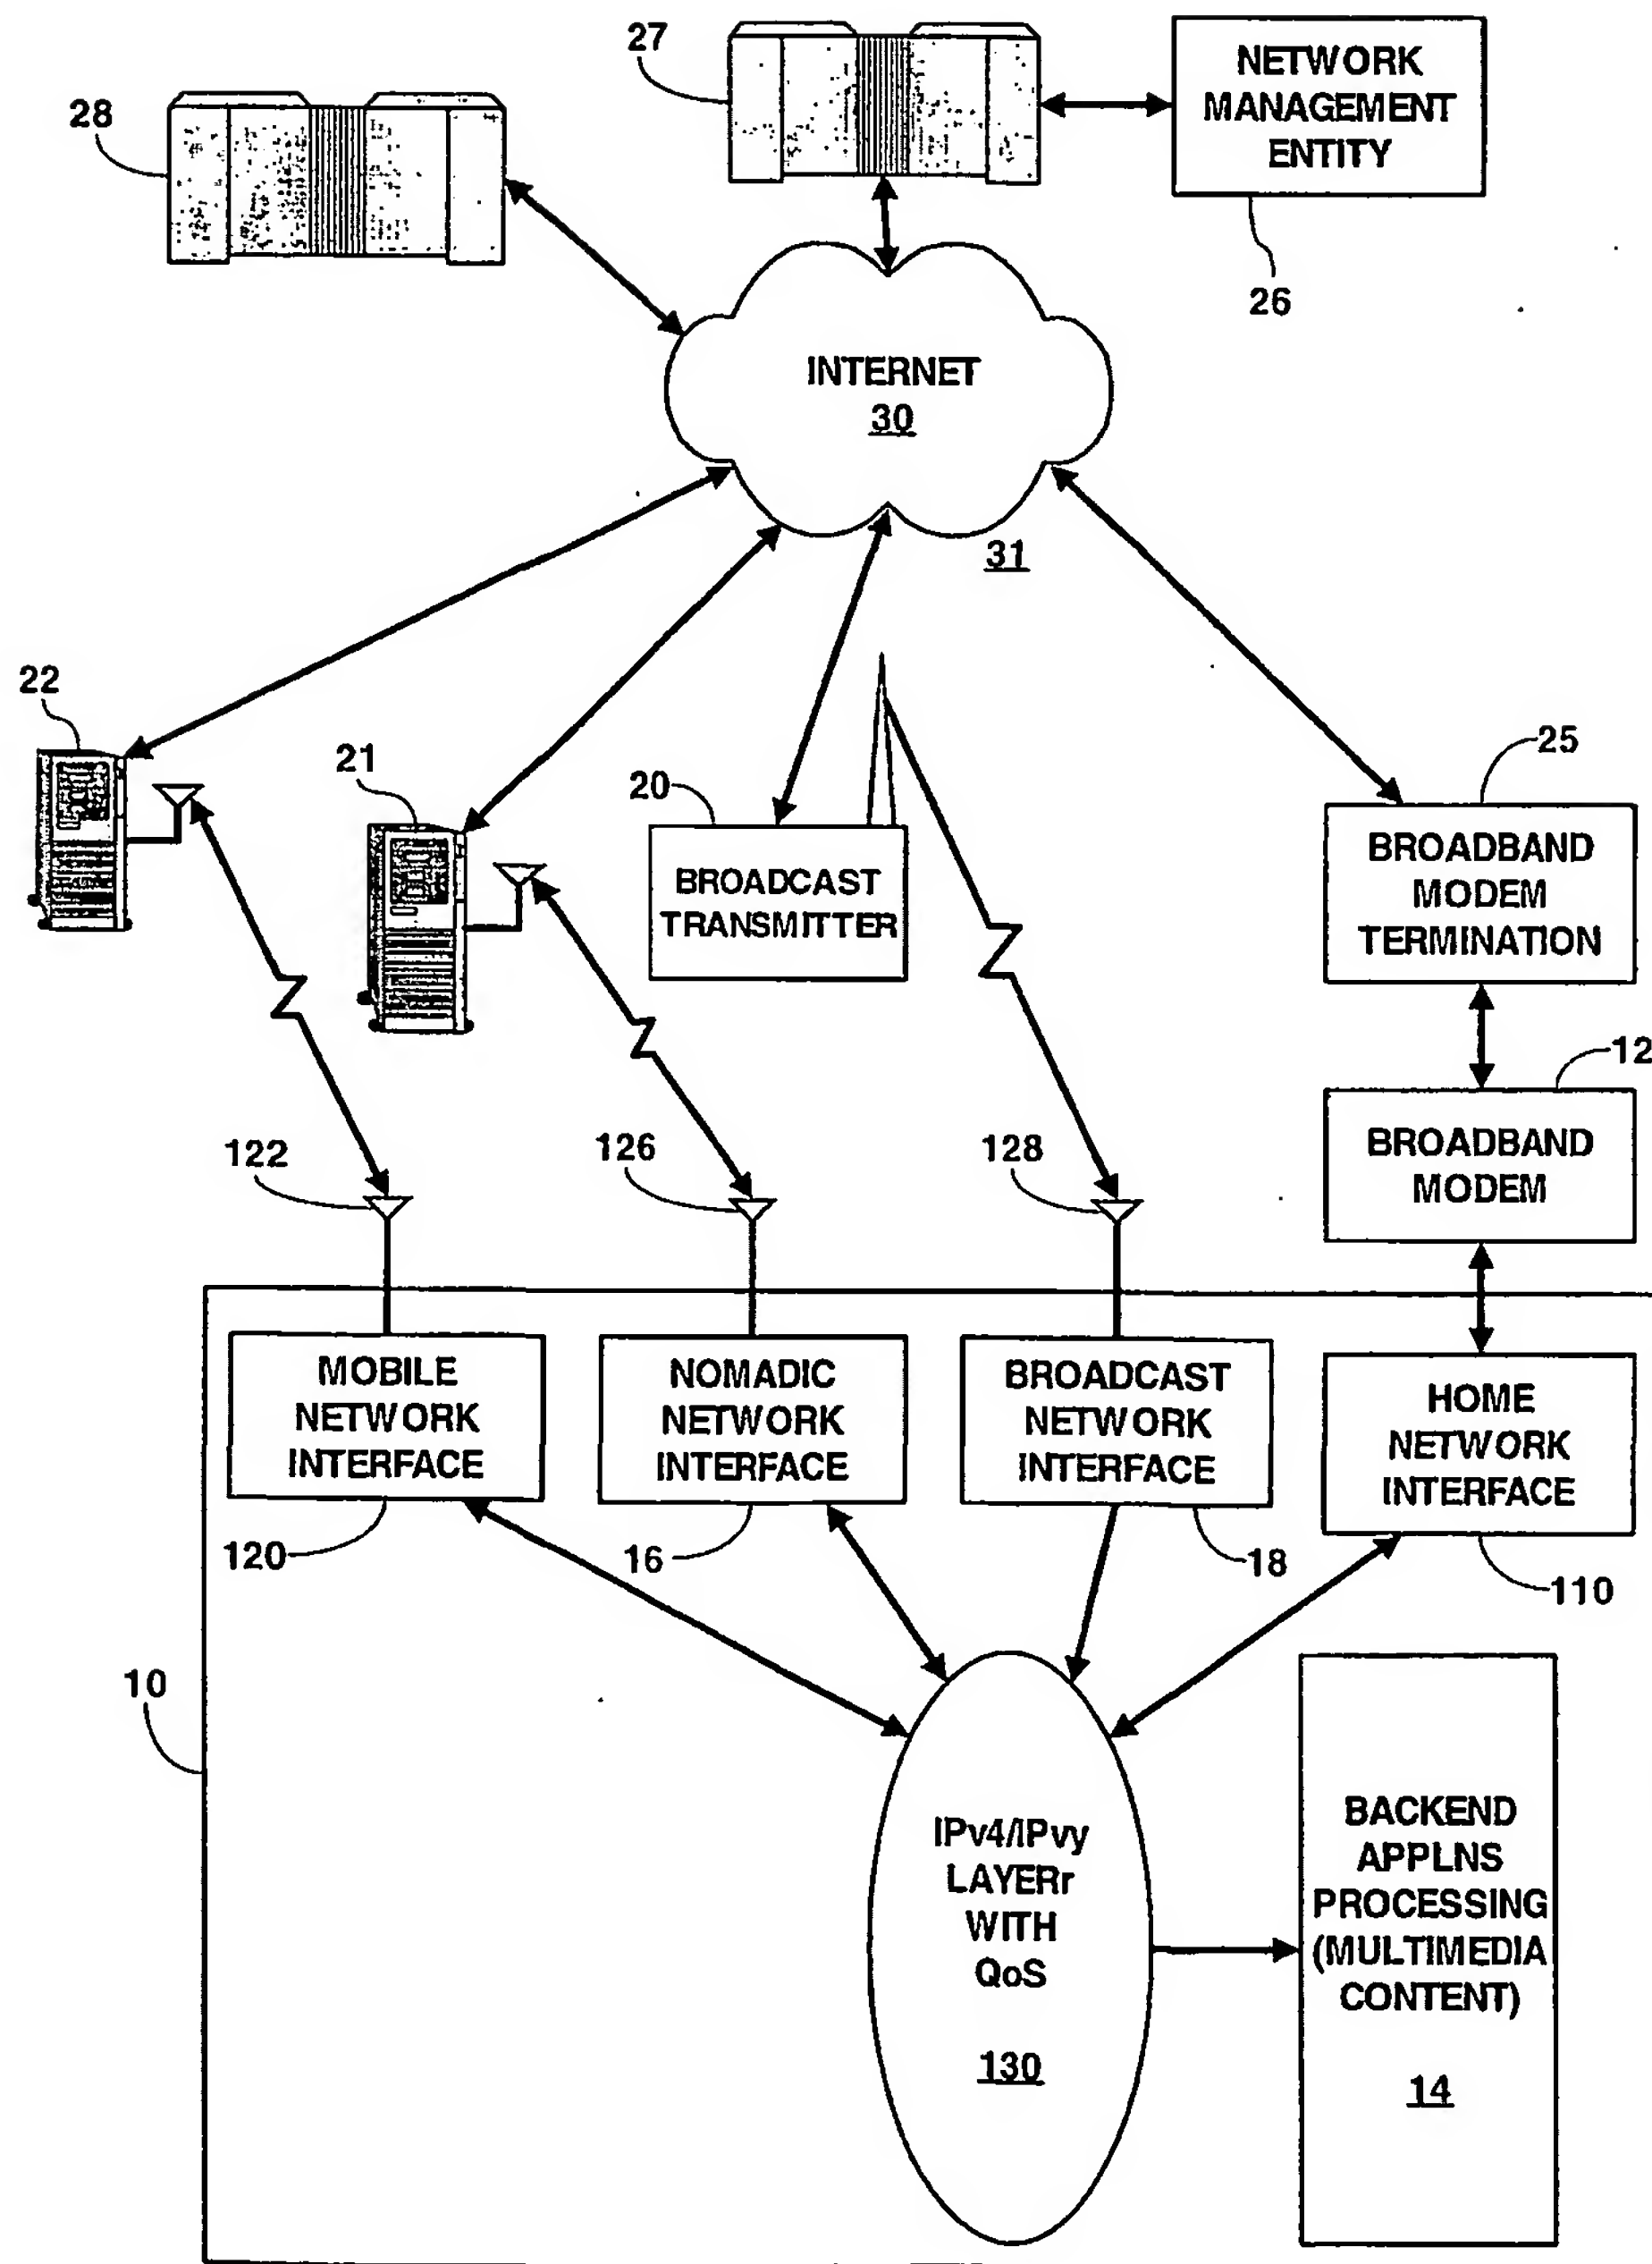 27
NETWORK
MANAGEMENT
ENTITY
28
26
INTERNET
30
31
22
21
20
25
BROADCAST
TRANSMITTER
BROADBAND
MODEM
TERMINATION
12
BROADBAND
MODEM
122
126
128
MOBILE
NETWORK
INTERFACE
NOMADIC
NETWORK
INTERFACE
BROADCAST
NETWORK
INTERFACE
HOME
NETWORK
INTERFACE
120
16
18
110
10
IPv4/IPvy
LAYERr
WITH
QoS
130
BACKEND
APPLNS
PROCESSING
(MULTIMEDIA
CONTENT)
14